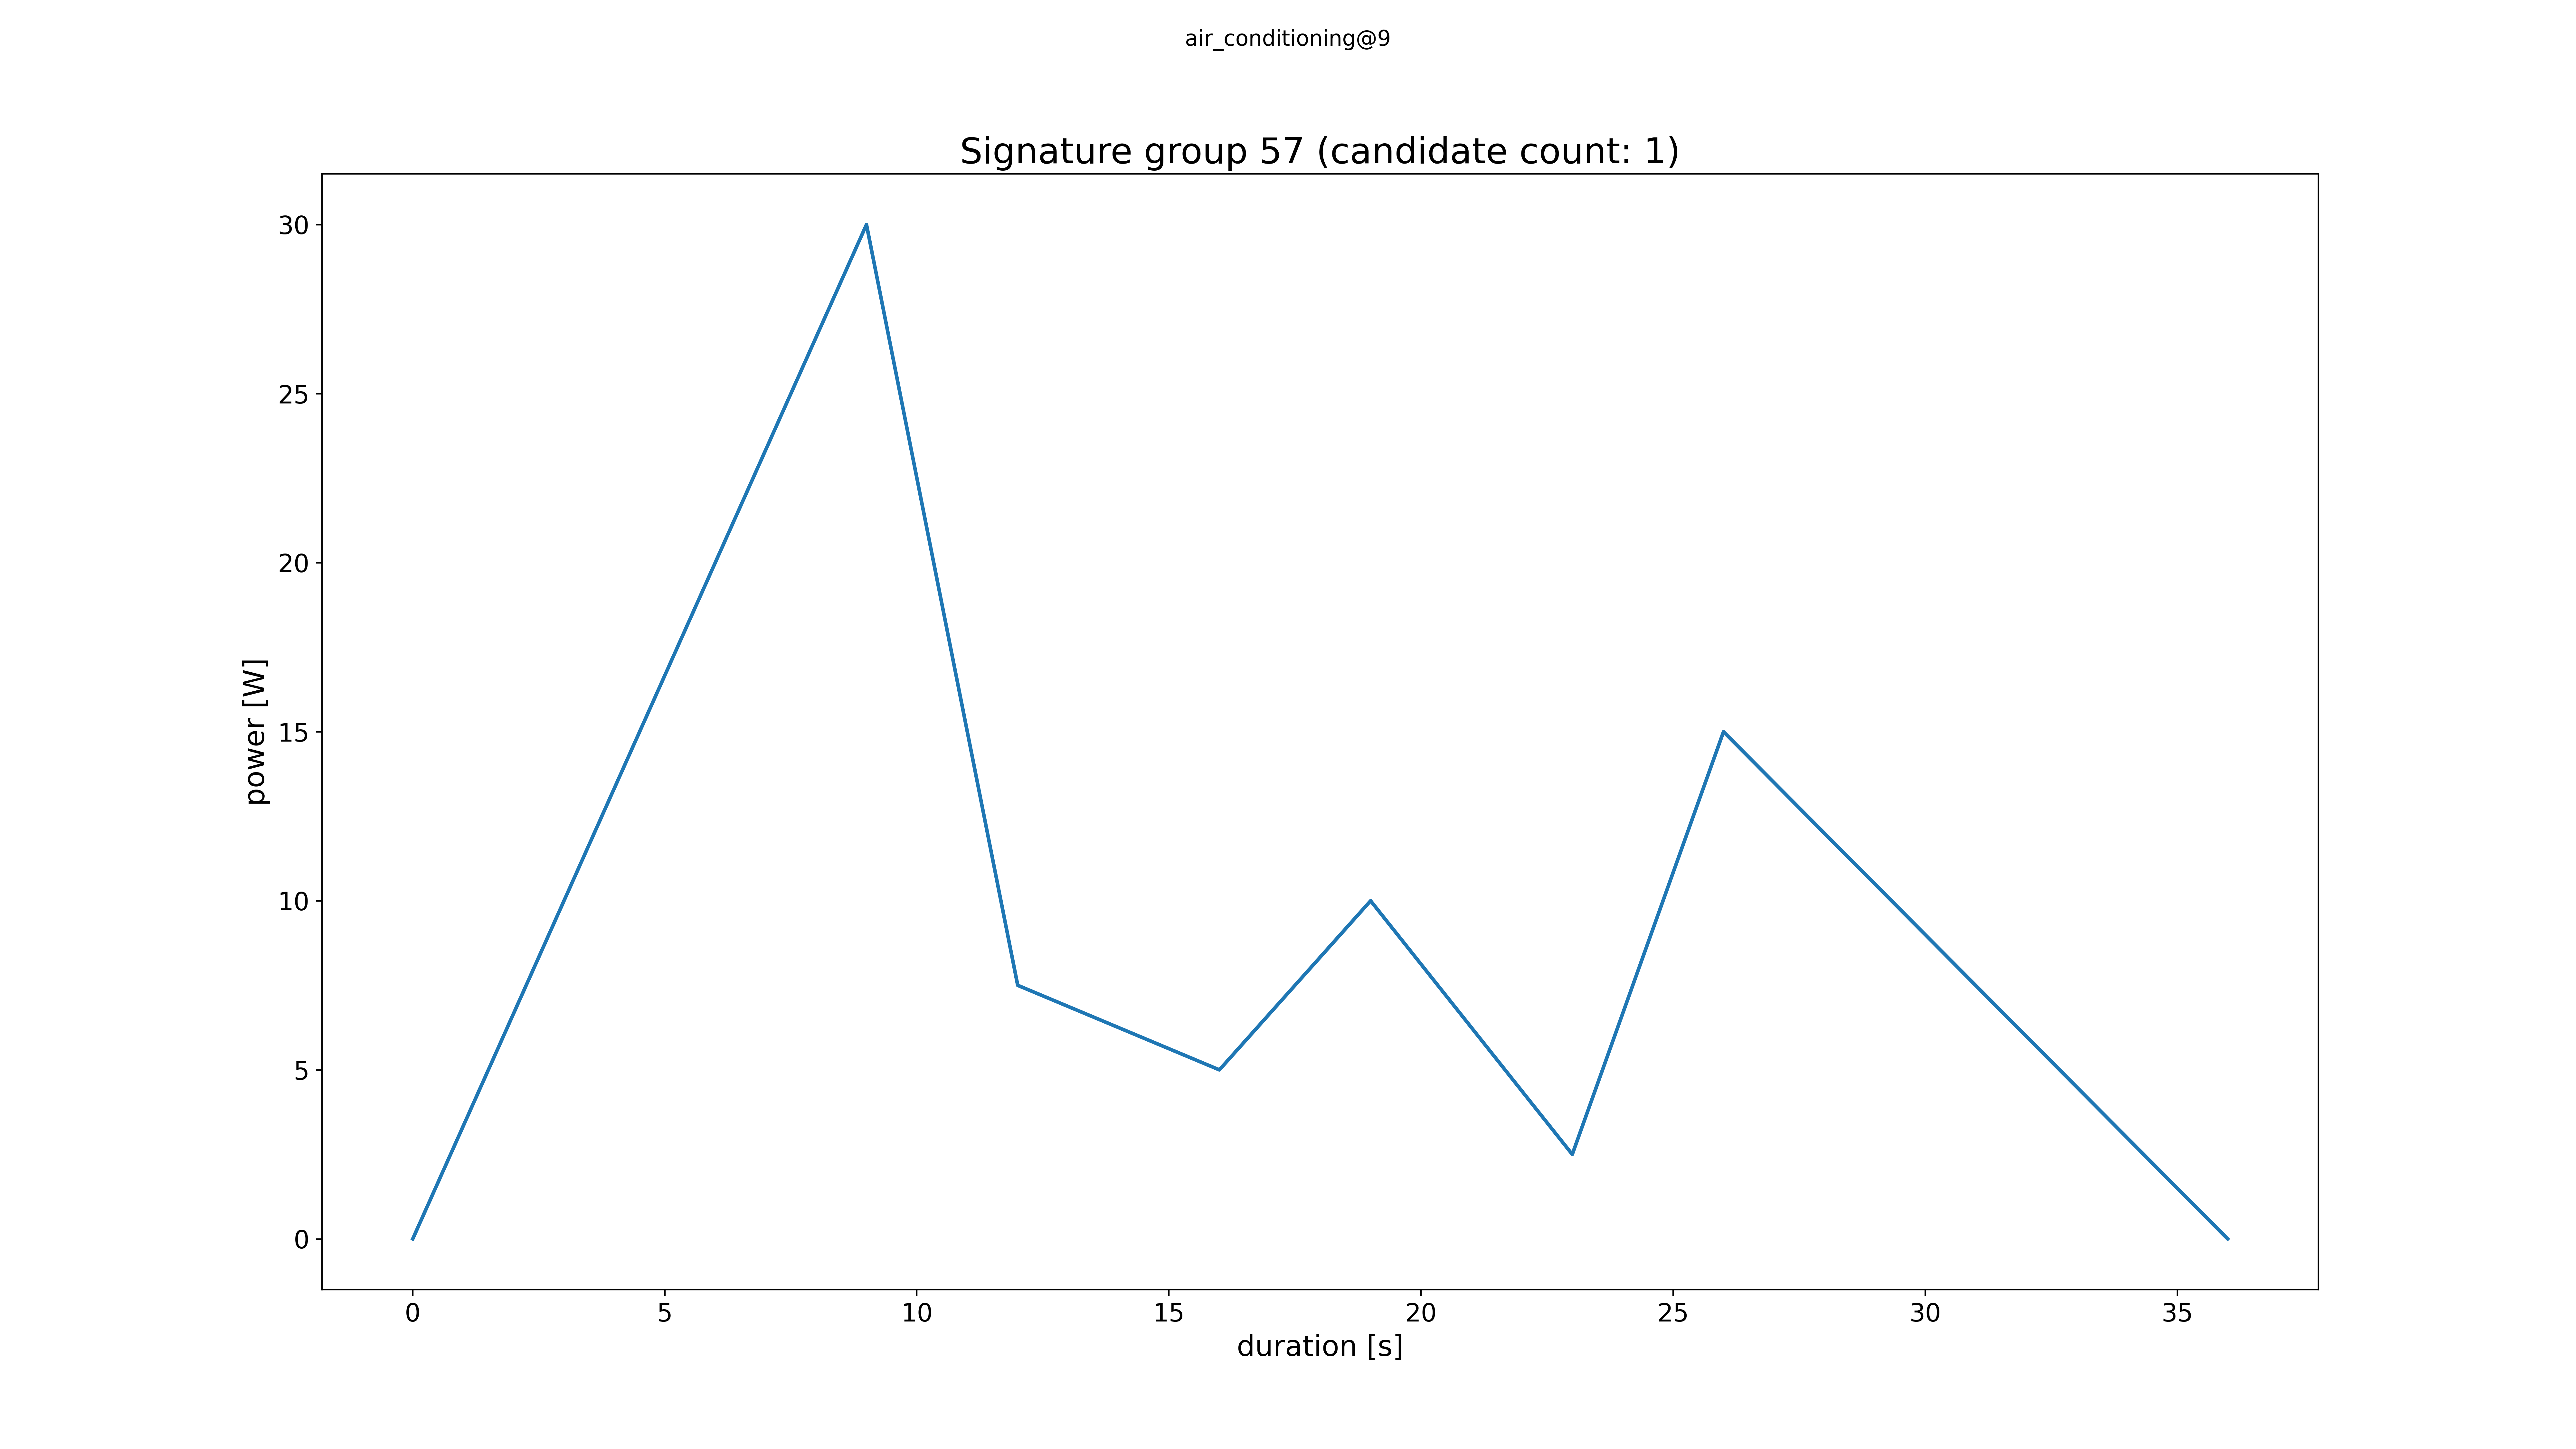 air_conditioning@9
Signature group 57 (candidate count: 1)
power [W]
30
25
20
15
10
5
0
0 5 10 15 20 25 30 35
duration [s]